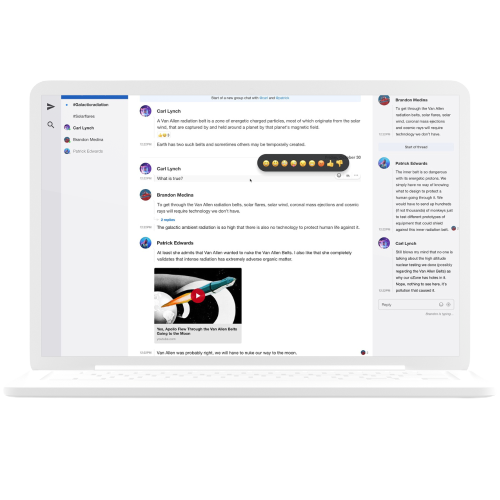 #Galacticradiation
#Solarflares
Carl Lynch
Brandon Medina
Patrick Edwards
Start of a new group chat with
Carl Lynch
A Van Allen radiation belt is a zone of energetic charged particles, most of which originate from the solar
wind, that are captured by and held around a planet by that planet's magnetic field.
Earth has two such belts and sometimes others may be temporarily created.
Carl Lynch
What is true?
Brandon Medina
To get through the Van Allen belts, solar flares, solar wind, coronal mass ejections and cosmic
rays will require technology we don't have.
The galactic ambient radiation is so high that there is also no technology to protect human life against it.
Patrick Edwards
At least she admits that Van Allen wanted to nuke the Van Allen Belts. I also like that she completely
validates that intense radiation has extremely adverse organic matter.
Yes, Apollo Flew Through the Van Allen Belts
Going to the Moon
youtube.com
Van Allen was probably right, we will have to nuke our way to the moon.
Brandon Medina
To get through the Van Allen
belts, solar flares, solar wind,
coronal mass ejections
and cosmic rays will require
technology we don't have.
Start of thread
Patrick Edwards
The inner belt is so dangerous
with its energetic protons. We
simply have no way of knowing
what to design to protect a
human going through it. We
would have to send up hundreds
(if not thousands) of monkeys just
to test different prototypes of
equipment that could shield
against this inner radiation belt.
Carl Lynch
Still blows my mind that no-one is
talking about the high altitude
nuclear testing we done (possibly
regarding the Van Allen Belts) as
why our oZone has holes in it.
Nope, nothing to see here. It's
pollution that caused it.
Reply
Brandon is typing